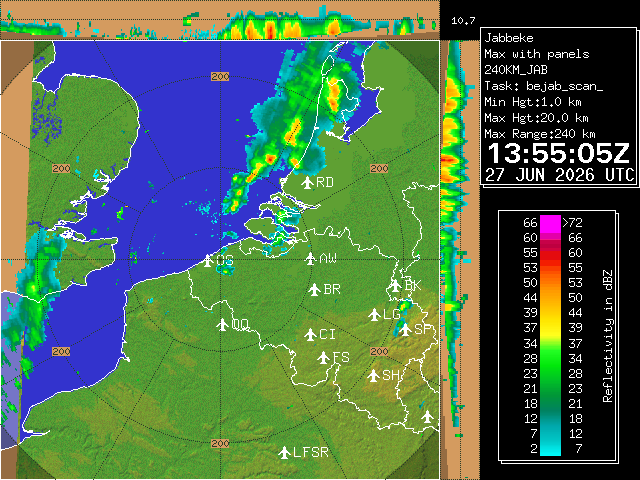 10.7
Jabbeke
Max with panels
240KM_JAB
Task: bejab_scan_
Min Hgt:1.0 km
Max Hgt:20.0 km
Max Range:240 km
13:55:05Z
27 JUN 2026 UTC
200
200
200
RD
OS
AW
BR
BK
LG
SP
QO
CI
FS
SH
200
200
200
LFSR
66 >72
60 66
55 60
53 55
50 53
44 50
39 44
37 39
34 37
28 34
23 28
21 23
18 21
12 18
7 12
2 7
Reflectivity in dBZ